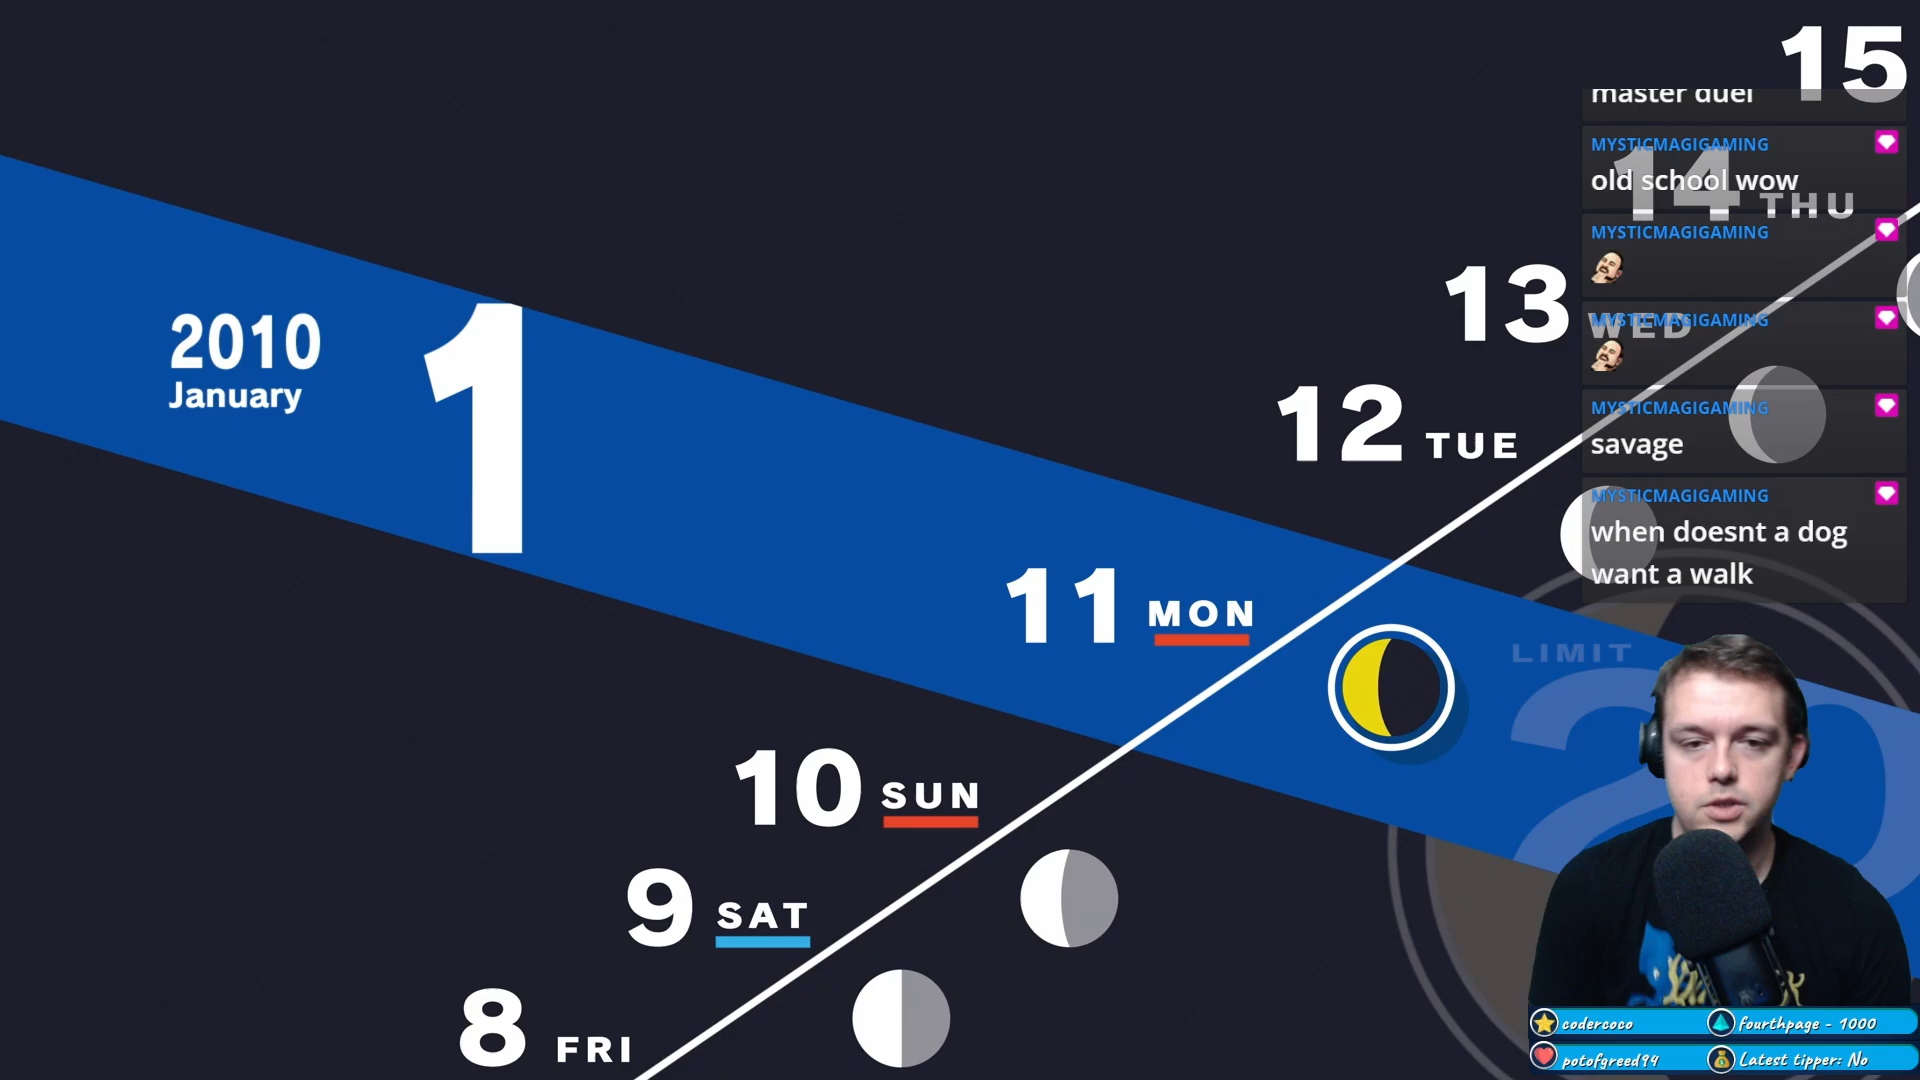 15
master duel
MYSTICMAGIGAMING
old school wow
14 THU
MYSTICMAGIGAMING
13 WED
MYSTICMAGIGAMING
2010
January
1
12 TUE
MYSTICMAGIGAMING
savage
MYSTICMAGIGAMING
when doesnt a dog
want a walk
11 MON
LIMIT
20
10 SUN
9 SAT
8 FRI
codercoco
fourthpage - 1000
potofgreed94
Latest tipper: No